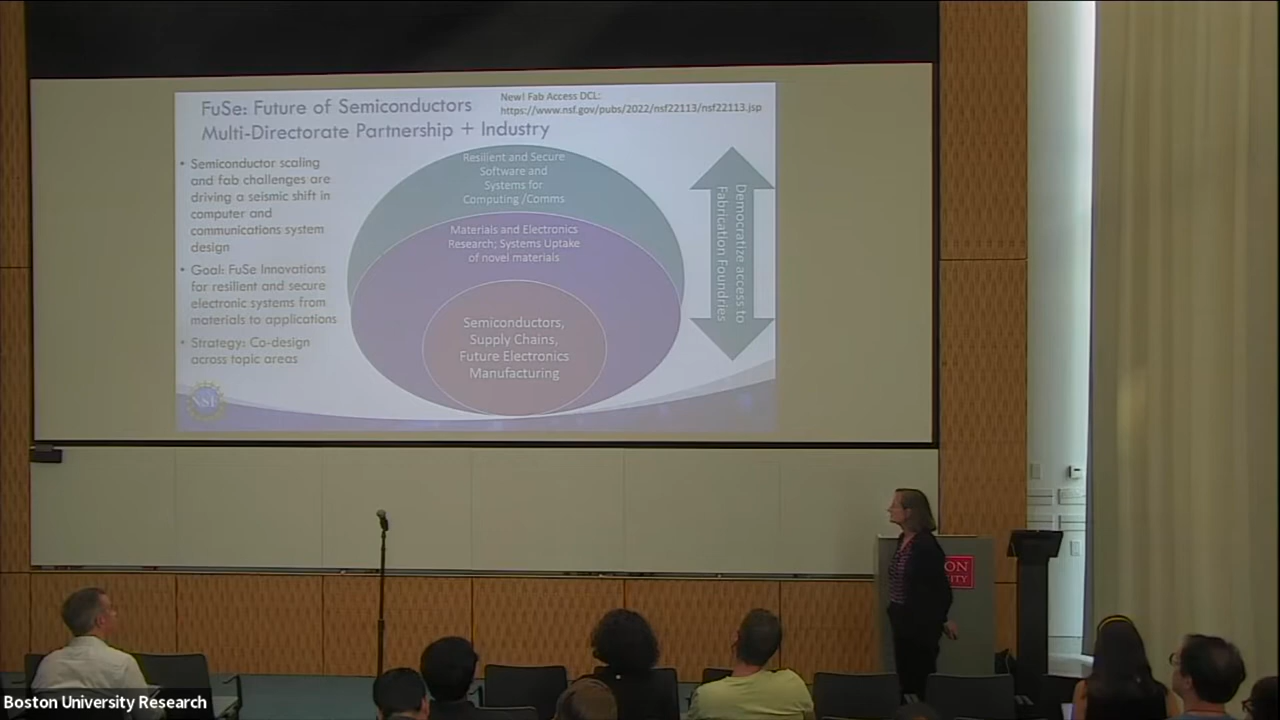 FuSe: Future of Semiconductors
Multi-Directorate Partnership + Industry
New! Fab Access DCL:
https://www.nsf.gov/pubs/2022/nsf22113/nsf22113.jsp
• Semiconductor scaling
and fab challenges are
driving a seismic shift in
computer and
communications system
design
• Goal: FuSe Innovations
for resilient and secure
electronic systems from
materials to applications
• Strategy: Co-design
across topic areas
Resilient and Secure
Software and
Systems for
Computing /Comms
Materials and Electronics
Research; Systems Uptake
of novel materials
Semiconductors,
Supply Chains,
Future Electronics
Manufacturing
Democratize access to
Fabrication Foundries
NSF
ON
ITY
Boston University Research